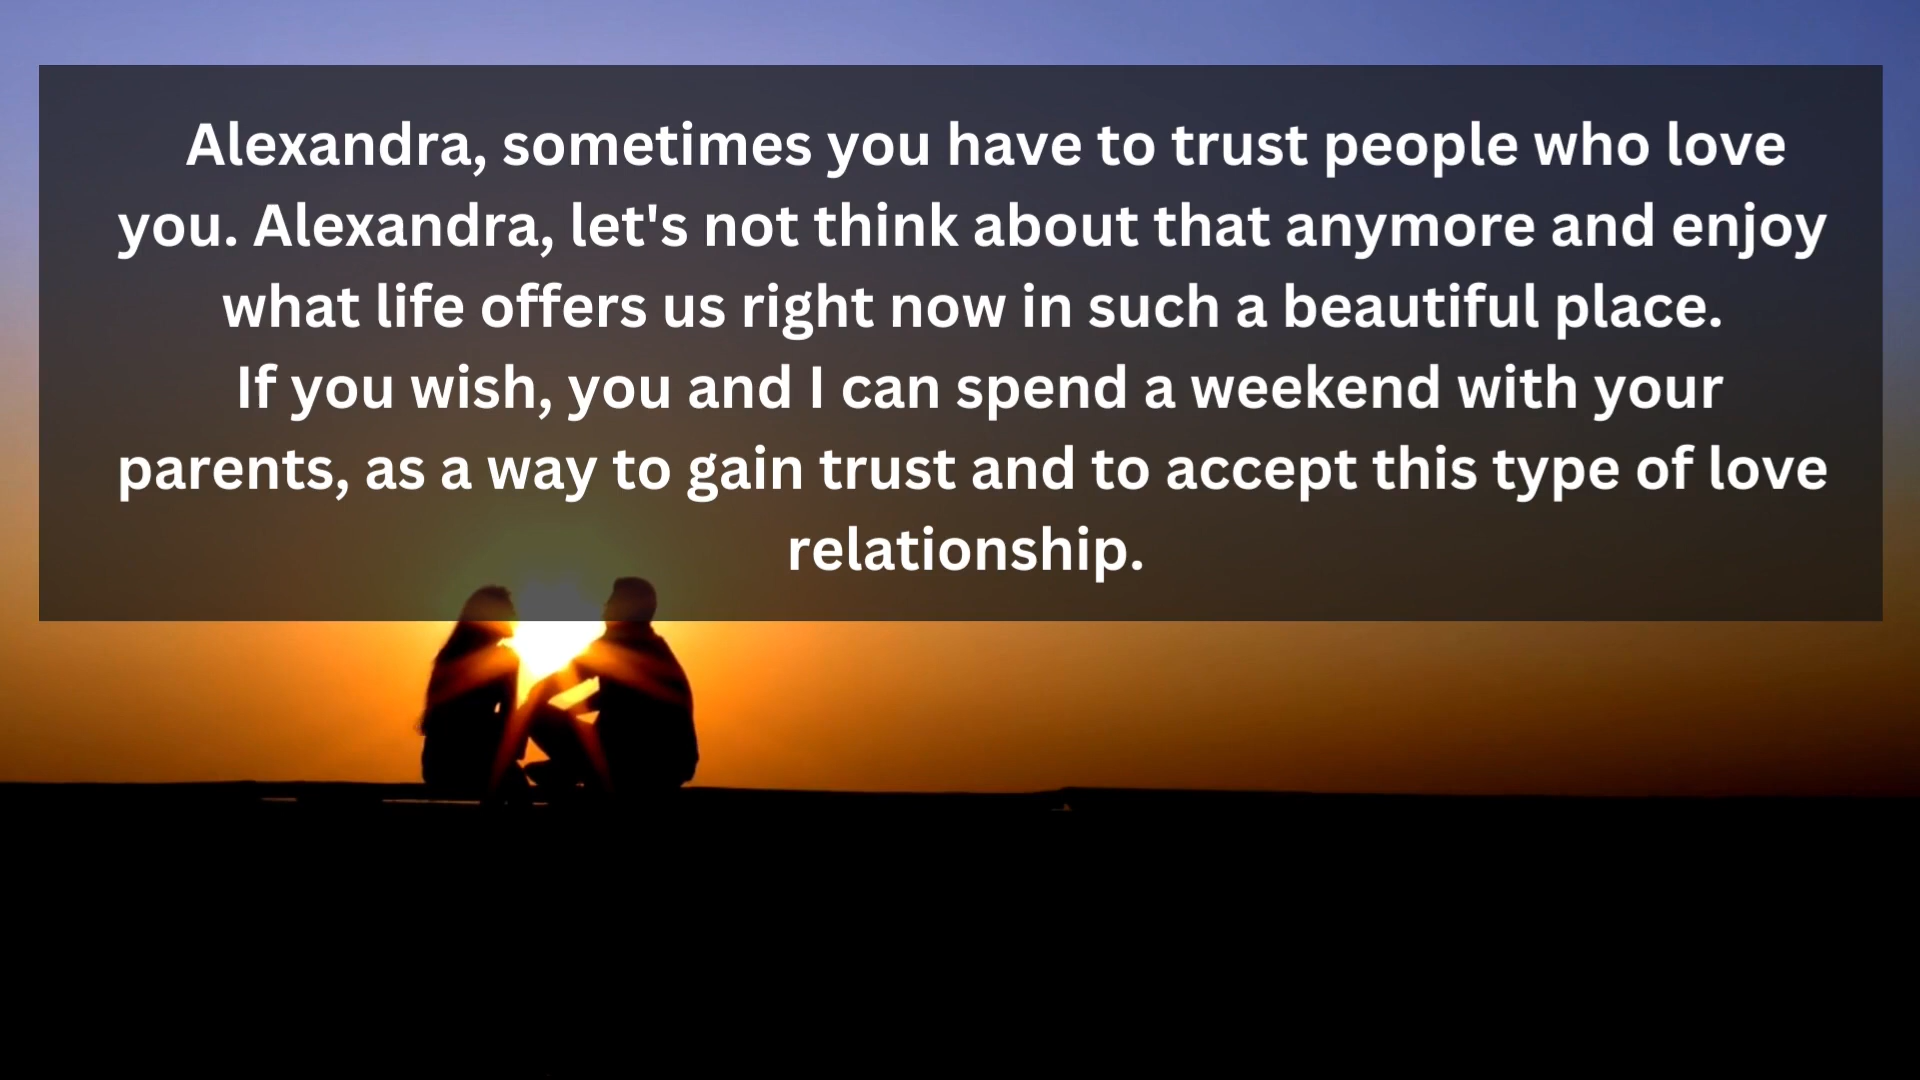 Alexandra, sometimes you have to trust people who love
you. Alexandra, let's not think about that anymore and enjoy
what life offers us right now in such a beautiful place.
If you wish, you and I can spend a weekend with your
parents, as a way to gain trust and to accept this type of love
relationship.